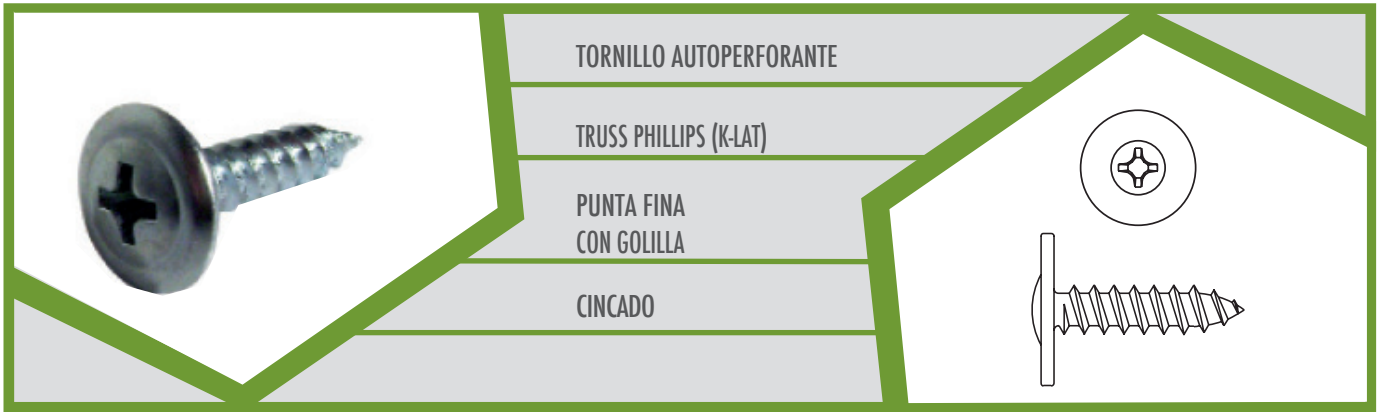 TORNILLO AUTOPERFORANTE
TRUSS PHILLIPS (K-LAT)
PUNTA FINA
CON GOLILLA
CINCADO